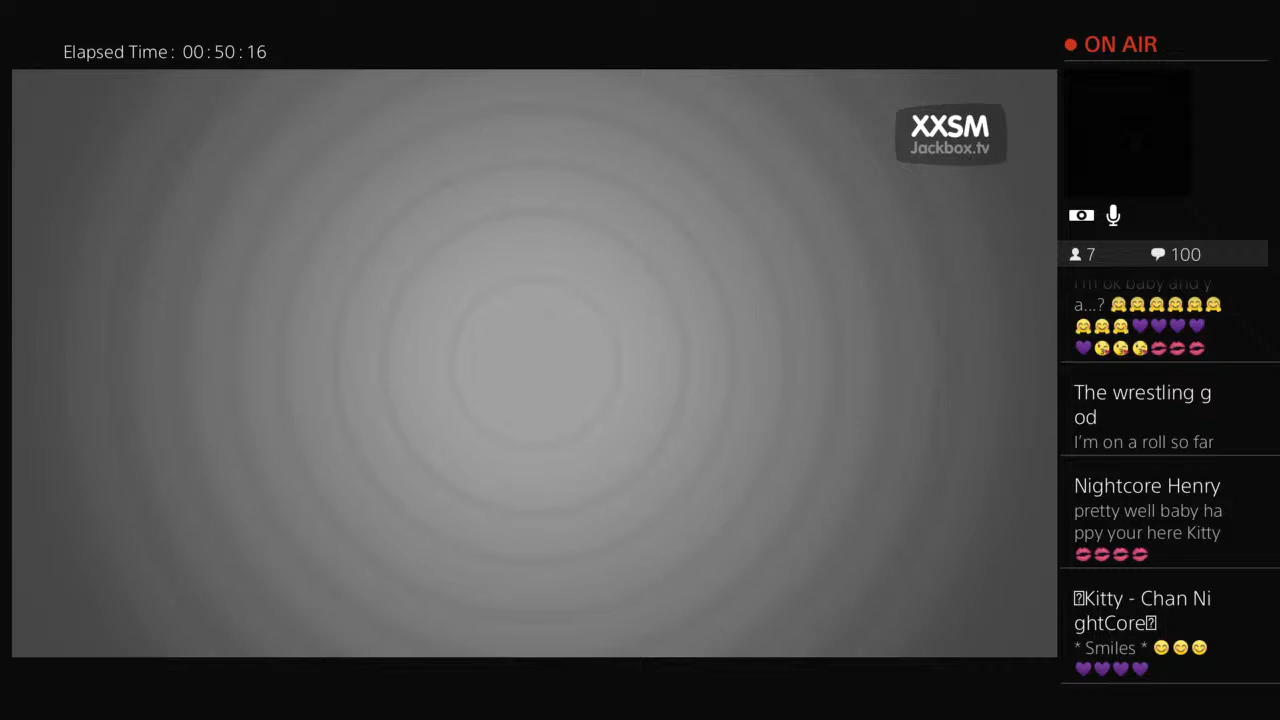 Elapsed Time: 00:50:16
ON AIR
XXSM
Jackbox.tv
7 100
I'm ok baby and y
a...? 🤗🤗🤗🤗🤗🤗
🤗🤗🤗💜💜💜💜
💜😘😘😘💋💋💋
The wrestling g
od
I'm on a roll so far
Nightcore Henry
pretty well baby ha
ppy your here Kitty
💋💋💋💋
⍰Kitty - Chan Ni
ghtCore⍰
* Smiles * 😊😊😊
💜💜💜💜